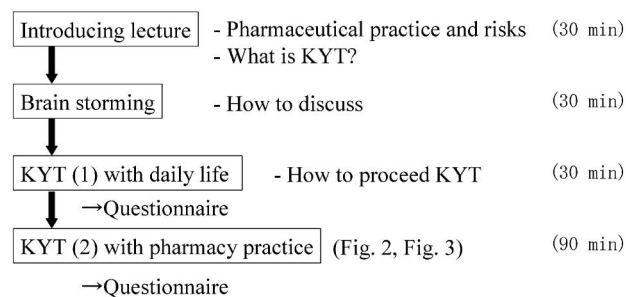 Introducing lecture - Pharmaceutical practice and risks (30 min)
- What is KYT?
Brain storming - How to discuss (30 min)
KYT (1) with daily life - How to proceed KYT (30 min)
→Questionnaire
KYT (2) with pharmacy practice (Fig. 2, Fig. 3) (90 min)
→Questionnaire